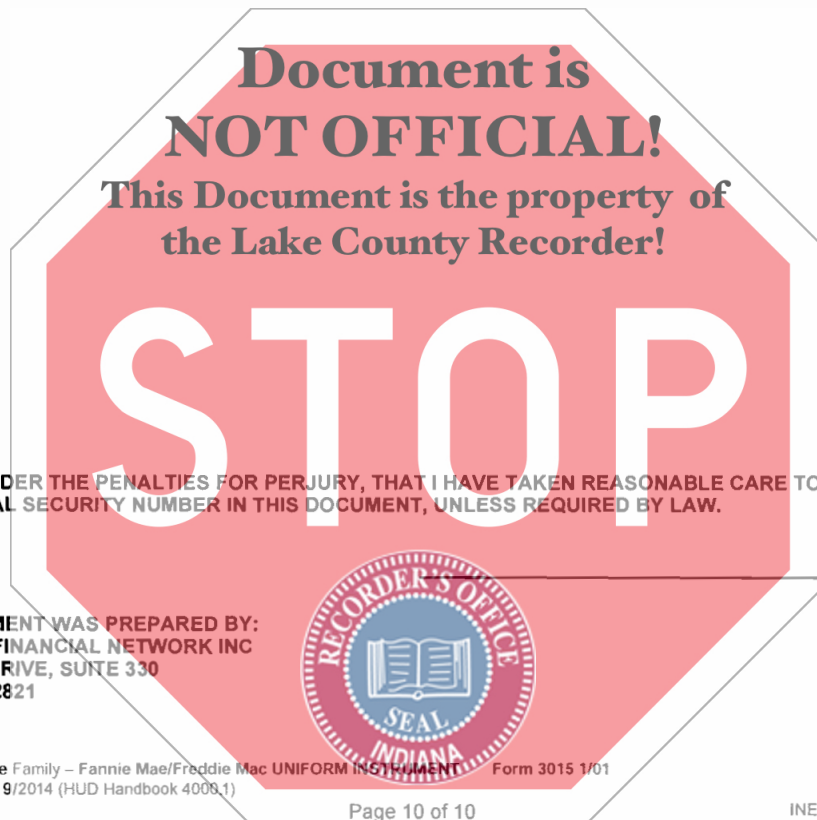 Document is
NOT OFFICIAL!
This Document is the property of
the Lake County Recorder!
STOP
DER THE PENALTIES FOR PERJURY, THAT I HAVE TAKEN REASONABLE CARE TO
L SECURITY NUMBER IN THIS DOCUMENT, UNLESS REQUIRED BY LAW.
RECORDER'S OFFICE
SEAL
INDIANA
MENT WAS PREPARED BY:
FINANCIAL NETWORK INC
RIVE, SUITE 330
2821
e Family – Fannie Mae/Freddie Mac UNIFORM INSTRUMENT Form 3015 1/01
9/2014 (HUD Handbook 4000.1)
Page 10 of 10
INE